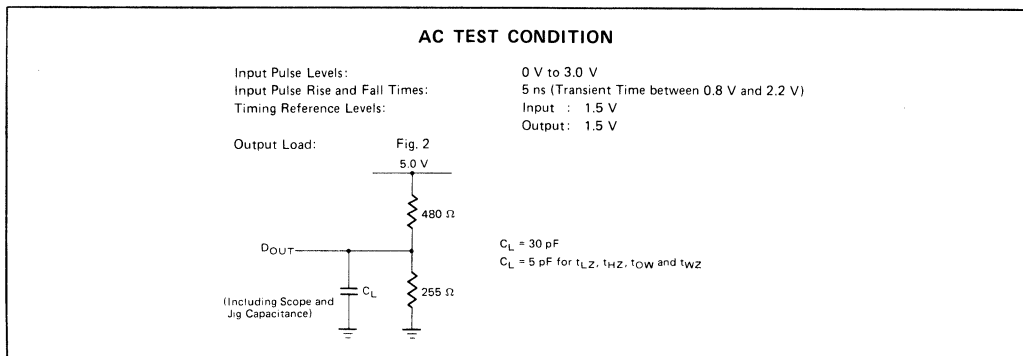 AC TEST CONDITION
Input Pulse Levels: 0 V to 3.0 V
Input Pulse Rise and Fall Times: 5 ns (Transient Time between 0.8 V and 2.2 V)
Timing Reference Levels: Input : 1.5 V
Output: 1.5 V
Output Load: Fig. 2
5.0 V
480 Ω
DOUT
CL = 30 pF
CL = 5 pF for tLZ, tHZ, tOW and tWZ
CL
255 Ω
(Including Scope and
Jig Capacitance)